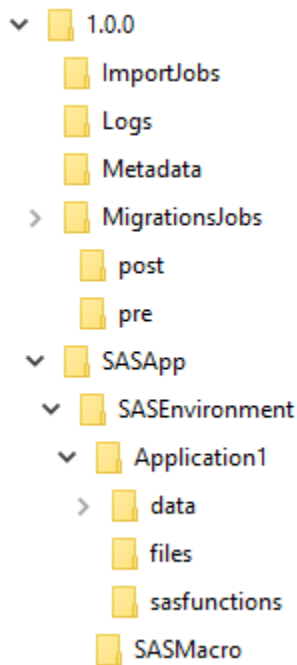 1.0.0
ImportJobs
Logs
Metadata
MigrationsJobs
post
pre
SASApp
SASEnvironment
Application1
data
files
sasfunctions
SASMacro